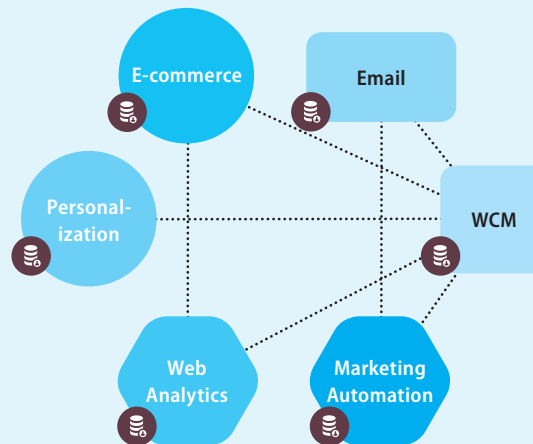 E-commerce
Email
Personal-
ization
WCM
Web
Analytics
Marketing
Automation